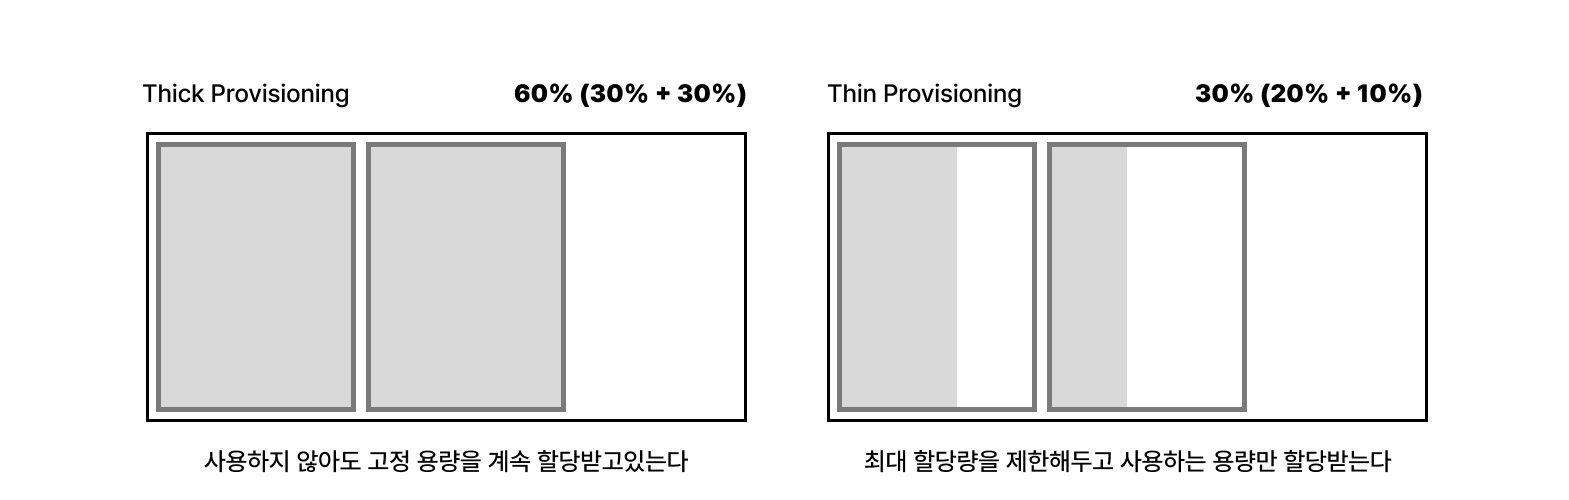 Thick Provisioning 60% (30% + 30%)
Thin Provisioning 30% (20% + 10%)
사용하지 않아도 고정 용량을 계속 할당받고있는다
최대 할당량을 제한해두고 사용하는 용량만 할당받는다